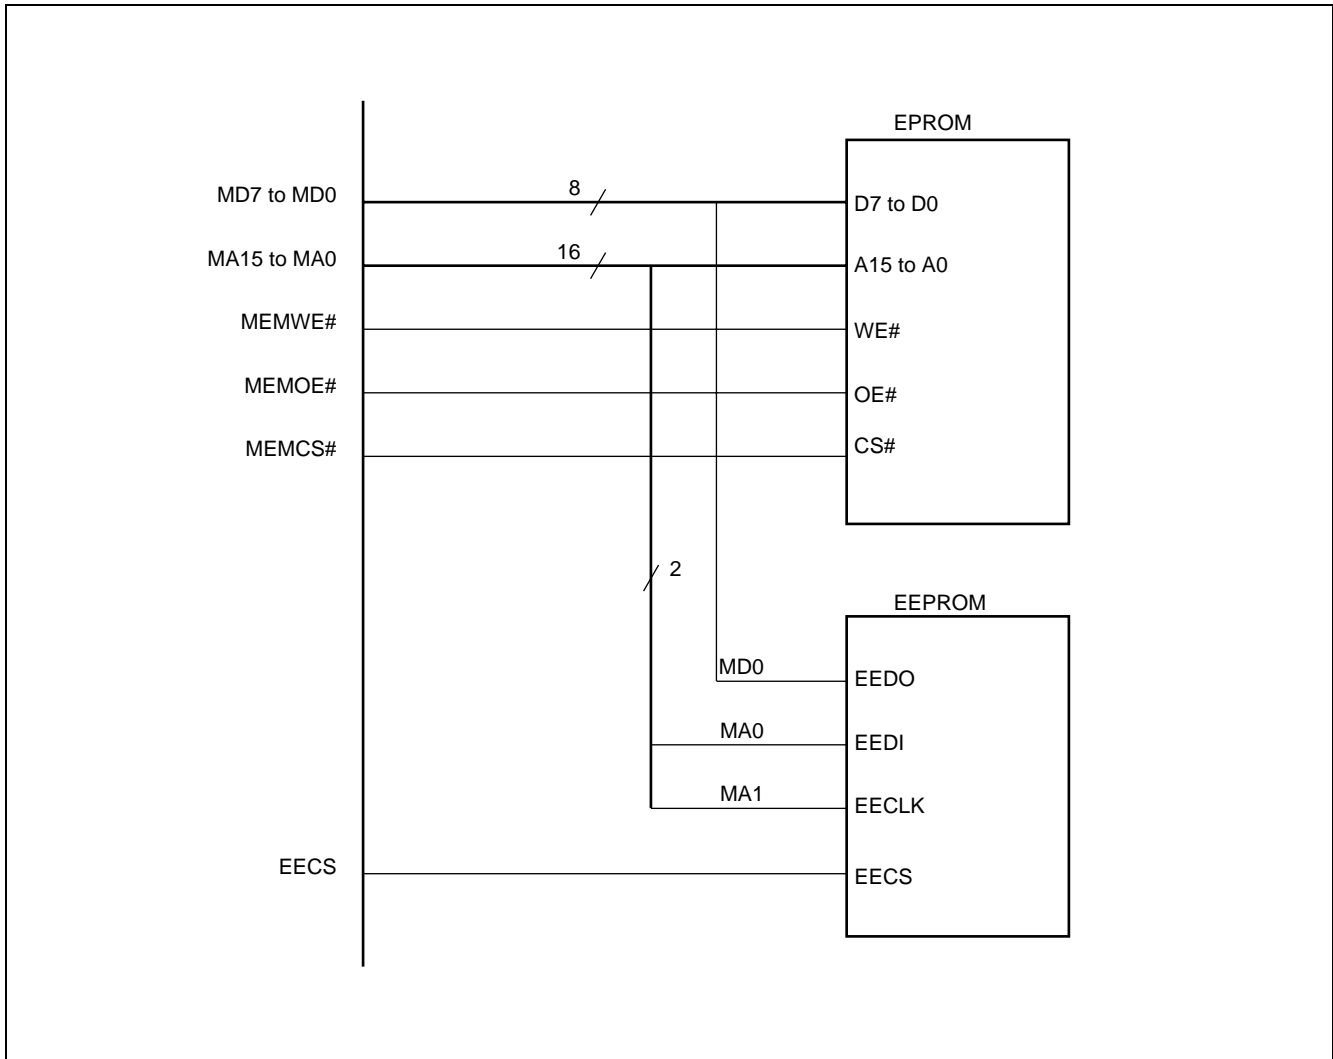 EPROM
MD7 to MD0
8
D7 to D0
MA15 to MA0
16
A15 to A0
MEMWE#
WE#
MEMOE#
OE#
MEMCS#
CS#
2
EEPROM
MD0
EEDO
MA0
EEDI
MA1
EECLK
EECS
EECS